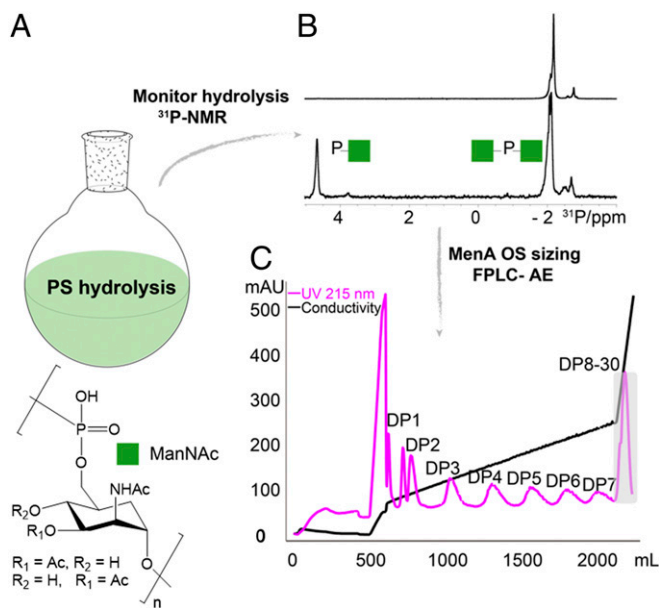 A
Monitor hydrolysis
³¹P-NMR
PS hydrolysis
OH
P
O
O
ManNAc
R₂O
NHAc
O
R₁O
O
n
R₁ = Ac, R₂ = H
R₂ = H, R₁ = Ac
B
P
P
4 2 0 - 2 ³¹P/ppm
MenA OS sizing
FPLC- AE
C
mAU
UV 215 nm
Conductivity
500
400
300
200
100
0
DP1
DP2
DP3
DP4
DP5
DP6
DP7
DP8-30
0 500 1000 1500 2000 mL